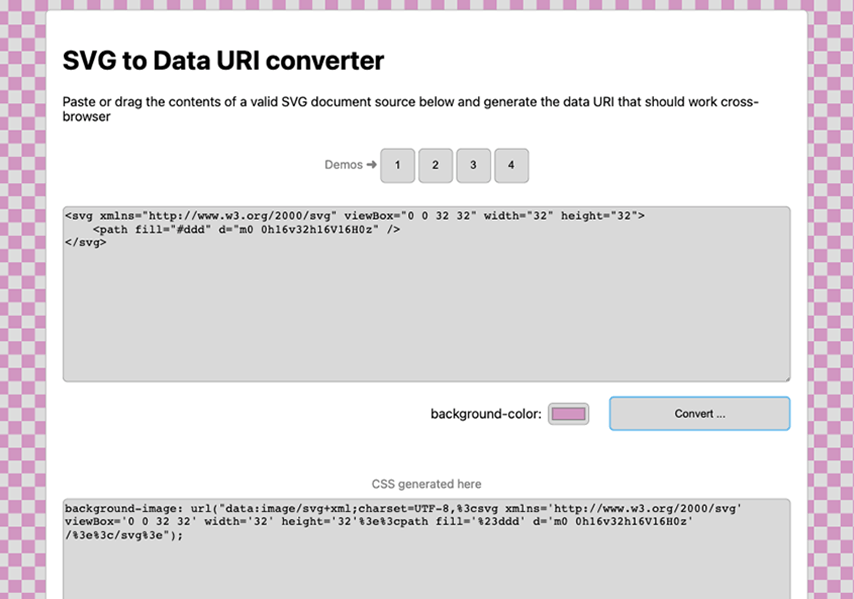 SVG to Data URI converter
Paste or drag the contents of a valid SVG document source below and generate the data URI that should work cross-
browser
Demos ➜ 1 2 3 4
<svg xmlns="http://www.w3.org/2000/svg" viewBox="0 0 32 32" width="32" height="32">
    <path fill="#ddd" d="m0 0h16v32h16V16H0z" />
</svg>
background-color:
Convert ...
CSS generated here
background-image: url("data:image/svg+xml;charset=UTF-8,%3csvg xmlns='http://www.w3.org/2000/svg'
viewBox='0 0 32 32' width='32' height='32'%3e%3cpath fill='%23ddd' d='m0 0h16v32h16V16H0z'
/%3e%3c/svg%3e");